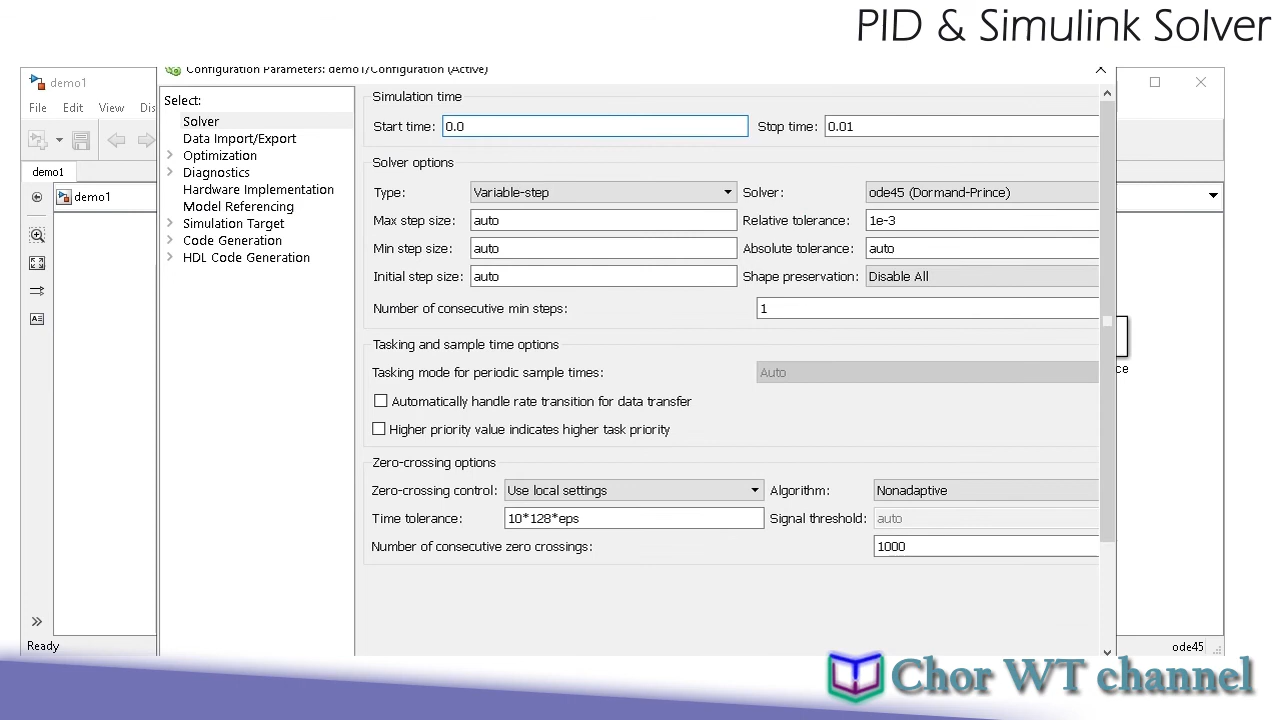 PID & Simulink Solver
Configuration Parameters: demo1/Configuration (Active)
demo1
File Edit View Dis
demo1
demo1
Select:
Solver
Data Import/Export
Optimization
Diagnostics
Hardware Implementation
Model Referencing
Simulation Target
Code Generation
HDL Code Generation
Simulation time
Start time: 0.0 Stop time: 0.01
Solver options
Type: Variable-step Solver: ode45 (Dormand-Prince)
Max step size: auto Relative tolerance: 1e-3
Min step size: auto Absolute tolerance: auto
Initial step size: auto Shape preservation: Disable All
Number of consecutive min steps: 1
Tasking and sample time options
Tasking mode for periodic sample times: Auto
Automatically handle rate transition for data transfer
Higher priority value indicates higher task priority
Zero-crossing options
Zero-crossing control: Use local settings Algorithm: Nonadaptive
Time tolerance: 10*128*eps Signal threshold: auto
Number of consecutive zero crossings: 1000
ce
Ready
ode45
Chor WT channel